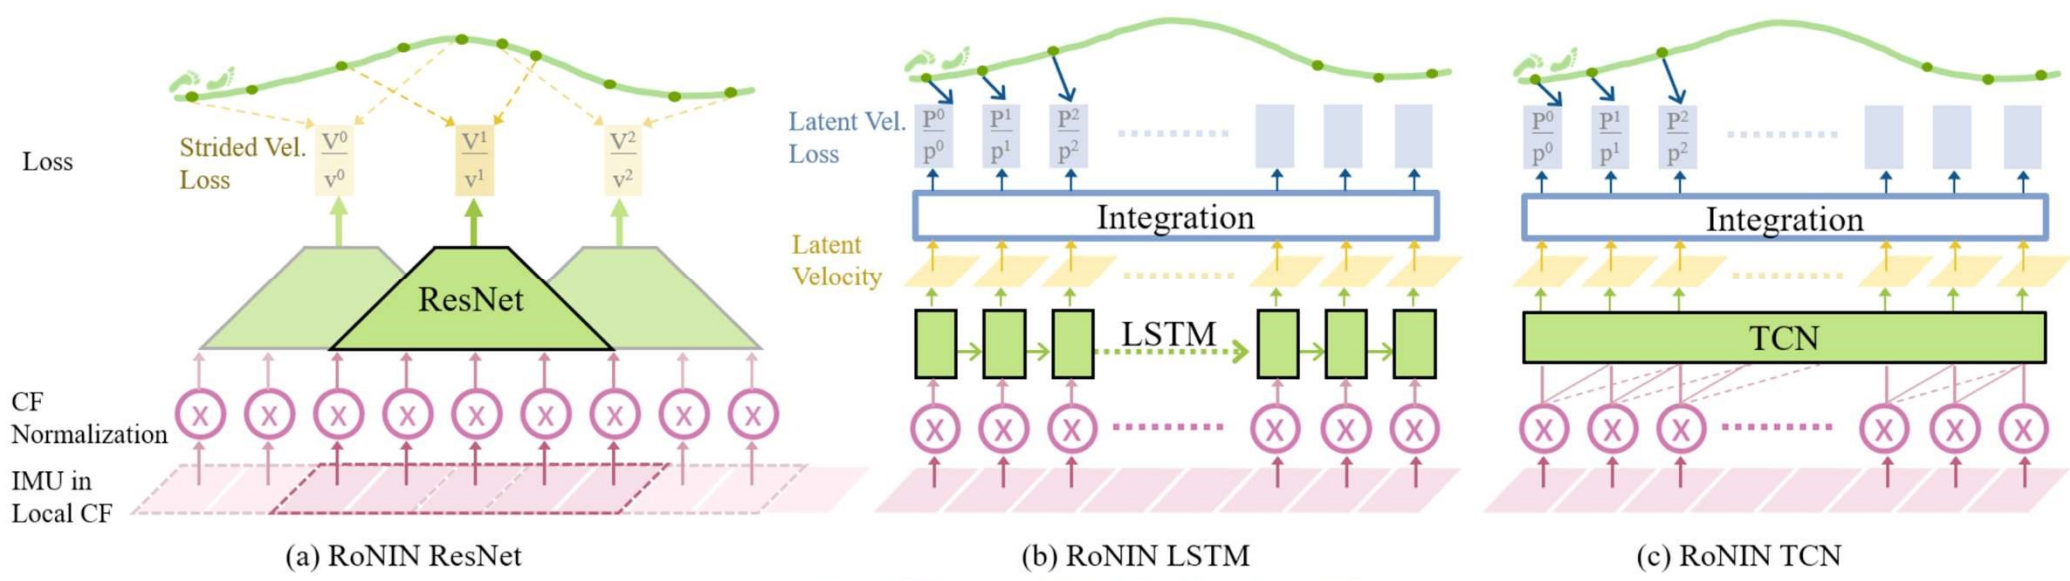 Loss
Strided Vel.
Loss
V⁰
v⁰
V¹
v¹
V²
v²
ResNet
CF
Normalization
X X X X X X X X X
IMU in
Local CF
(a) RoNIN ResNet
Latent Vel.
Loss
P⁰
p⁰
P¹
p¹
P²
p²
Integration
Latent
Velocity
LSTM
X X X X X X
(b) RoNIN LSTM
P⁰
p⁰
P¹
p¹
P²
p²
Integration
TCN
X X X X X X
(c) RoNIN TCN